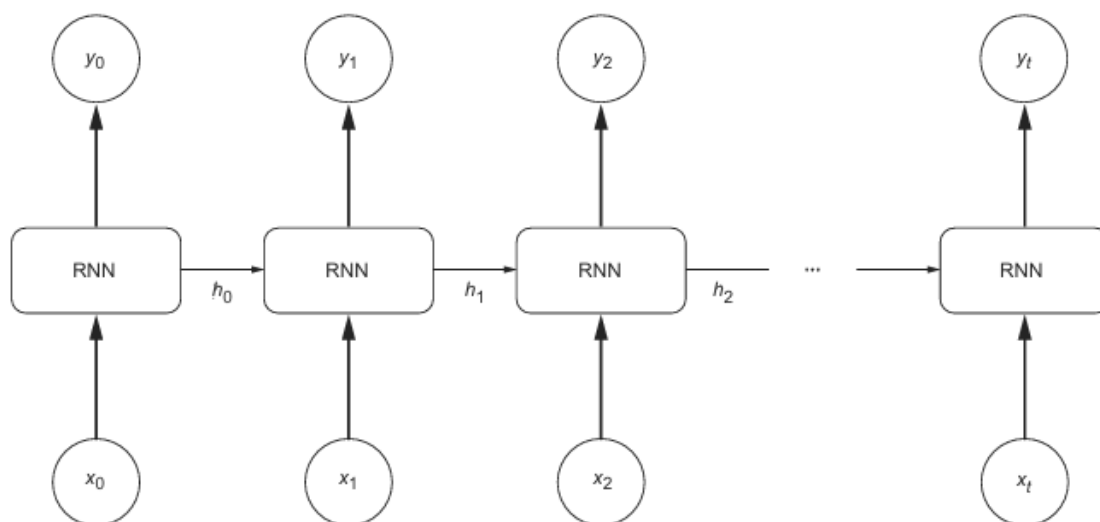 y0 y1 y2 yt
RNN RNN RNN ... RNN
h0 h1 h2
x0 x1 x2 xt